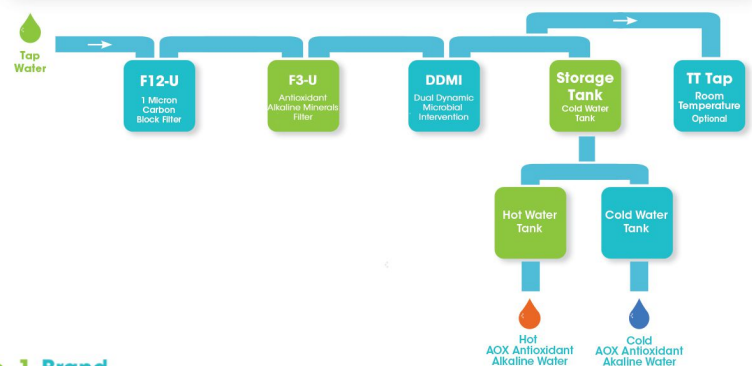 Tap
Water
F12-U
1 Micron
Carbon
Block Filter
F3-U
Antioxidant
Alkaline Minerals
Filter
DDMI
Dual Dynamic
Microbial
Intervention
Storage
Tank
Cold Water
Tank
TT Tap
Room
Temperature
Optional
Hot Water
Tank
Cold Water
Tank
Hot
AOX Antioxidant
Alkaline Water
Cold
AOX Antioxidant
Akaline Water
1 Brand